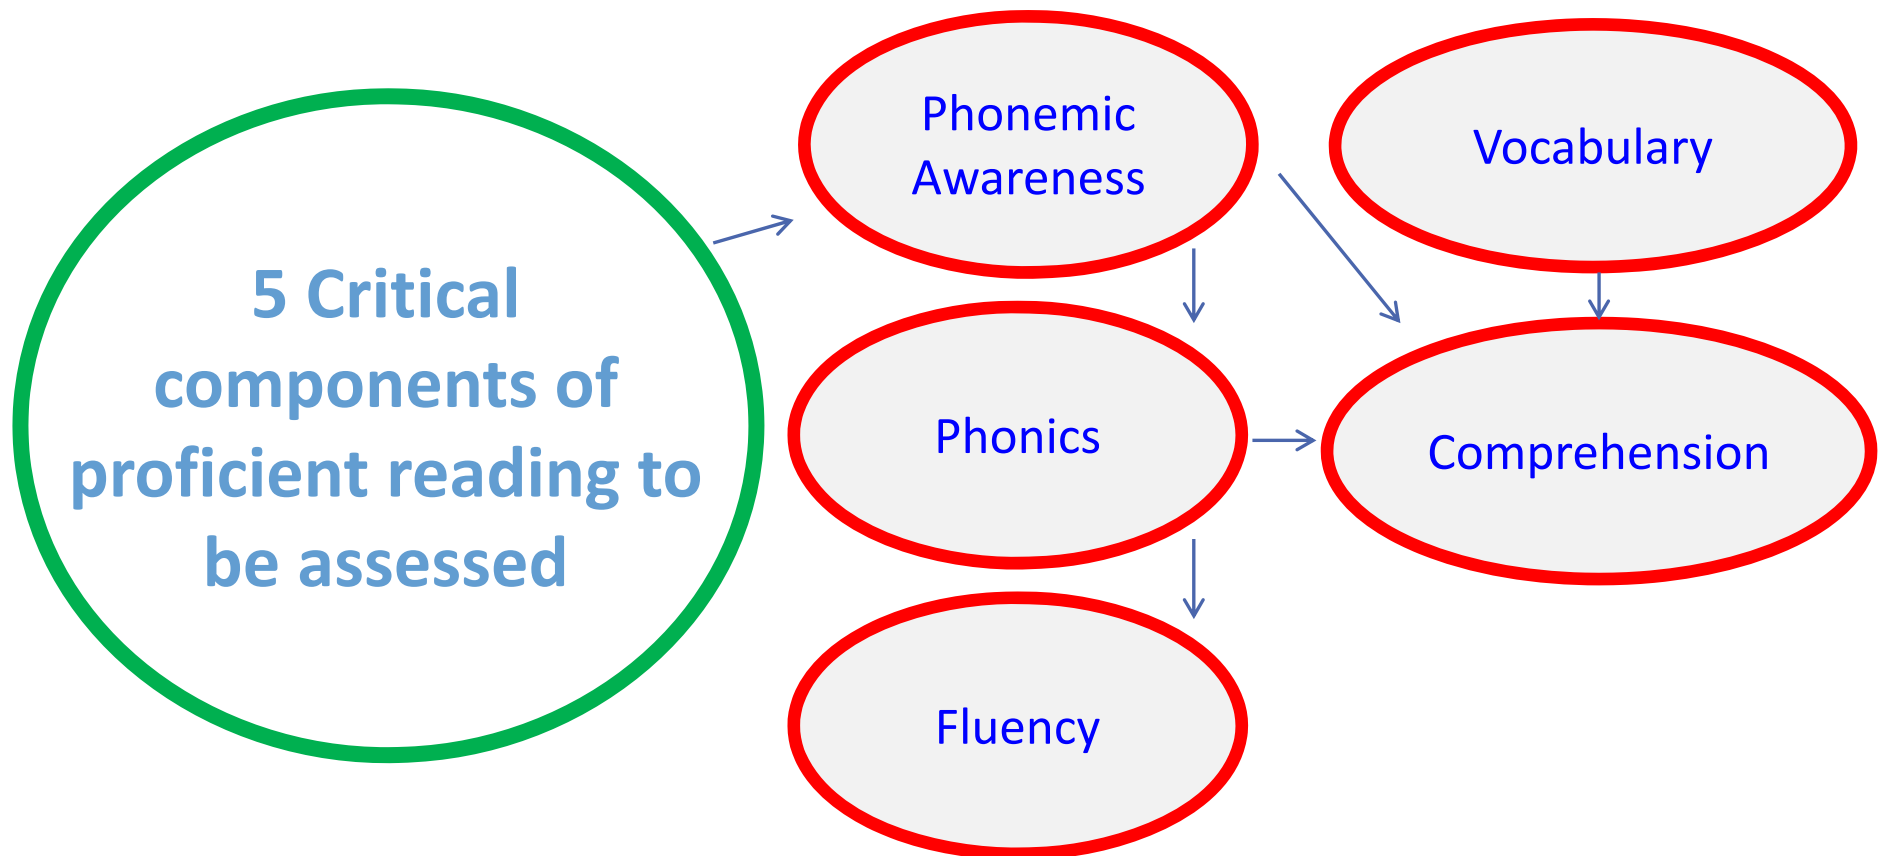 5 Critical
components of
proficient reading to
be assessed
Phonemic
Awareness
Phonics
Fluency
Vocabulary
Comprehension